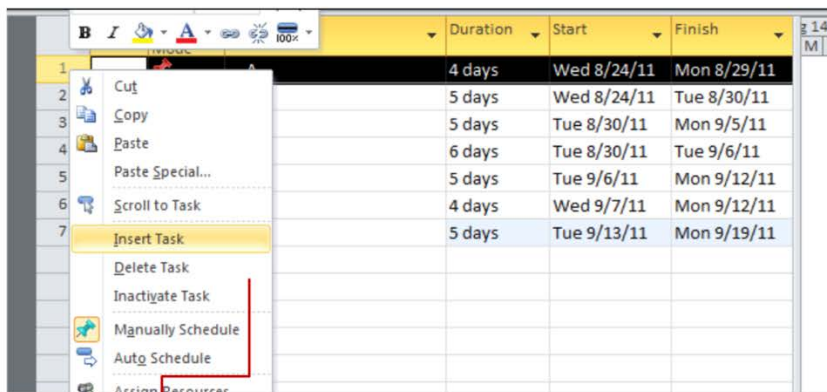 B I A 100%
Mode
Duration Start Finish
g 14
M
1 A 4 days Wed 8/24/11 Mon 8/29/11
2 5 days Wed 8/24/11 Tue 8/30/11
3 5 days Tue 8/30/11 Mon 9/5/11
4 6 days Tue 8/30/11 Tue 9/6/11
5 5 days Tue 9/6/11 Mon 9/12/11
6 4 days Wed 9/7/11 Mon 9/12/11
7 5 days Tue 9/13/11 Mon 9/19/11
Cut
Copy
Paste
Paste Special...
Scroll to Task
Insert Task
Delete Task
Inactivate Task
Manually Schedule
Auto Schedule
Assign Resources